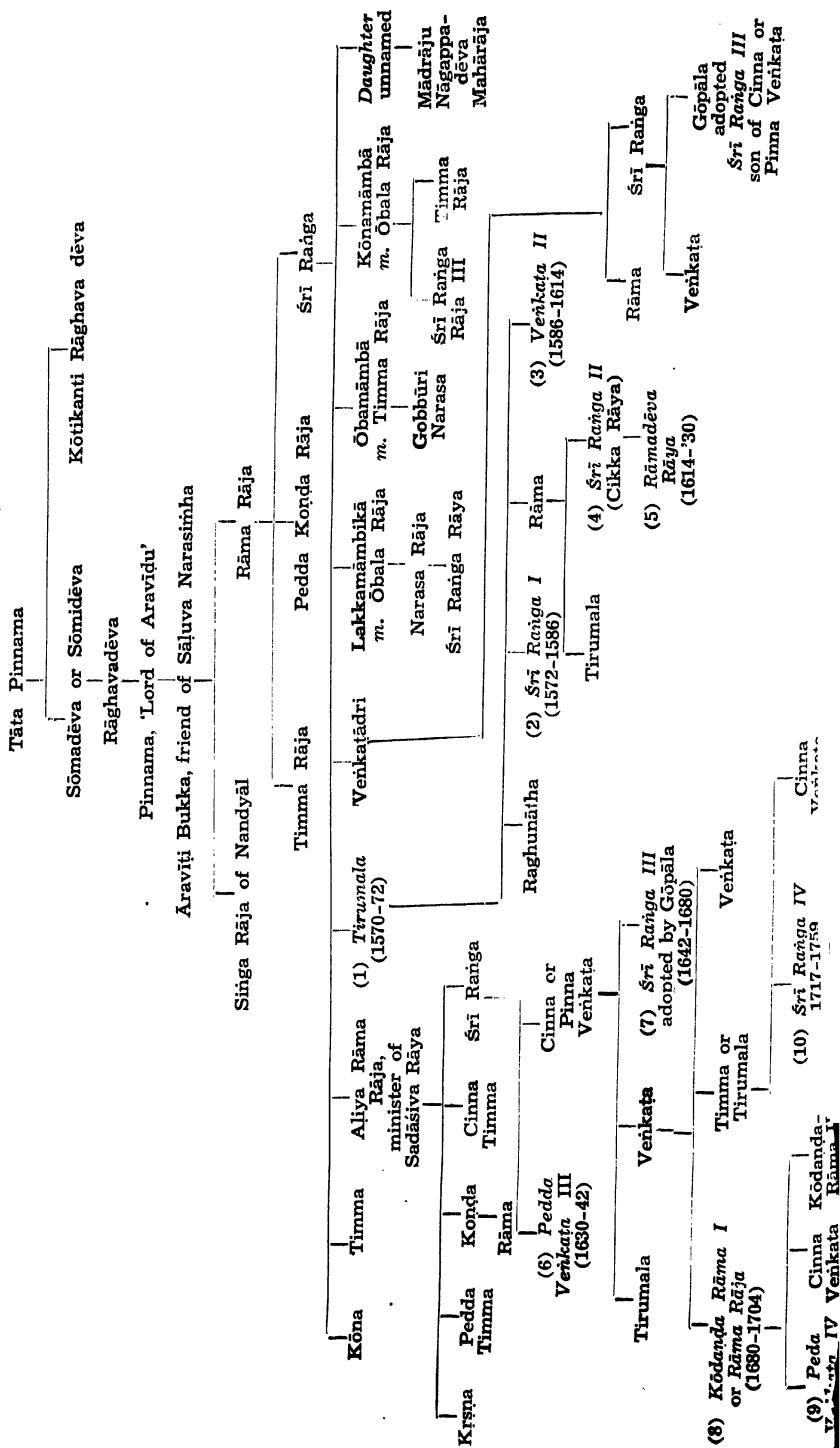 Tāta Pinnama
Sōmadēva or Sōmidēva
Kōtikanti Rāghava dēva
Rāghavadēva
Pinnama, 'Lord of Araviḍu'
Āravīṭi Bukka, friend of Sāḷuva Narasiṁha
Siṅga Rāja of Nandyāl
Rāma Rāja
Timma Rāja
Pedda Koṇḍa Rāja
Śrī Raṅga
Kōna
Timma
Aḷiya Rāma
Rāja,
minister of
Sadāśiva Rāya
(1) Tirumala
(1570-72)
Veṅkaṭādri
Lakkamāmbikā
m. Ōbala Rāja
Ōbamāmbā
m. Timma Rāja
Kōnamāmbā
m. Ōbala Rāja
Daughter
unnamed
Narasa Rāja
Śrī Raṅga Rāya
Gobbūri
Narasa
Śrī Raṅga
Rāja III
Timma
Rāja
Mādrāju
Nāgappa-
dēva
Mahārāja
Kṛṣṇa
Pedda
Timma
Koṇḍa
Cinna
Timma
Śrī Raṅga
Rāma
Raghunātha
(2) Śrī Raṅga I
(1572-1586)
Rāma
(3) Veṅkaṭa II
(1586-1614)
Rāma
Śrī Raṅga
(6) Pedda
Veṅkaṭa III
(1630-42)
Cinna or
Pinna
Veṅkaṭa
Tirumala
(4) Śrī Raṅga II
(Cikka Rāya)
(5) Rāmadēva
Rāya
(1614-'30)
Veṅkaṭa
Gōpāla
adopted
Śrī Raṅga III
son of Cinna or
Pinna Veṅkaṭa
Tirumala
Veṅkaṭa
(7) Śrī Raṅga III
adopted by Gōpāla
(1642-1680)
(8) Kōdaṇḍa Rāma I
or Rāma Rāja
(1680-1704)
Timma or
Tirumala
Veṅkaṭa
(9) Peda
IV
Cinna
Veṅkaṭa
Kōdaṇḍa-
Rāma II
(10) Śrī Raṅga IV
1717-1759
Cinna